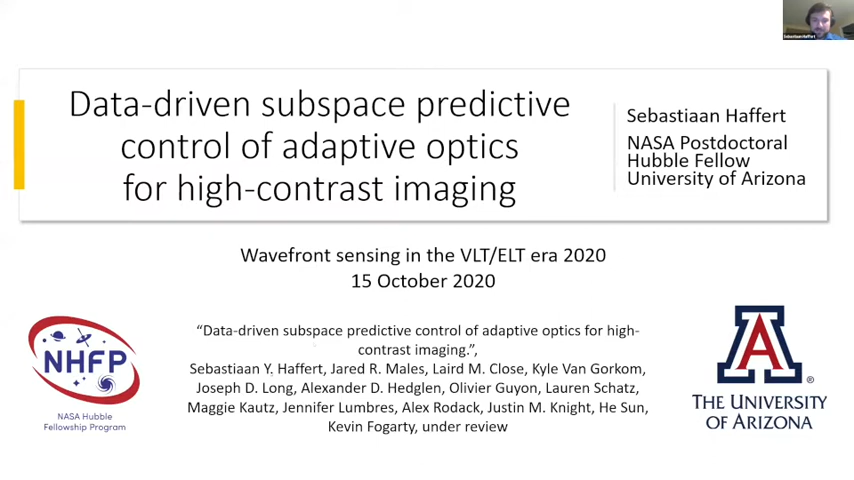 Sebastiaan Haffert
Data-driven subspace predictive
control of adaptive optics
for high-contrast imaging
Sebastiaan Haffert
NASA Postdoctoral
Hubble Fellow
University of Arizona
Wavefront sensing in the VLT/ELT era 2020
15 October 2020
“Data-driven subspace predictive control of adaptive optics for high-
contrast imaging.”,
Sebastiaan Y. Haffert, Jared R. Males, Laird M. Close, Kyle Van Gorkom,
Joseph D. Long, Alexander D. Hedglen, Olivier Guyon, Lauren Schatz,
Maggie Kautz, Jennifer Lumbres, Alex Rodack, Justin M. Knight, He Sun,
Kevin Fogarty, under review
NHFP
NASA Hubble
Fellowship Program
A
®
THE UNIVERSITY
OF ARIZONA